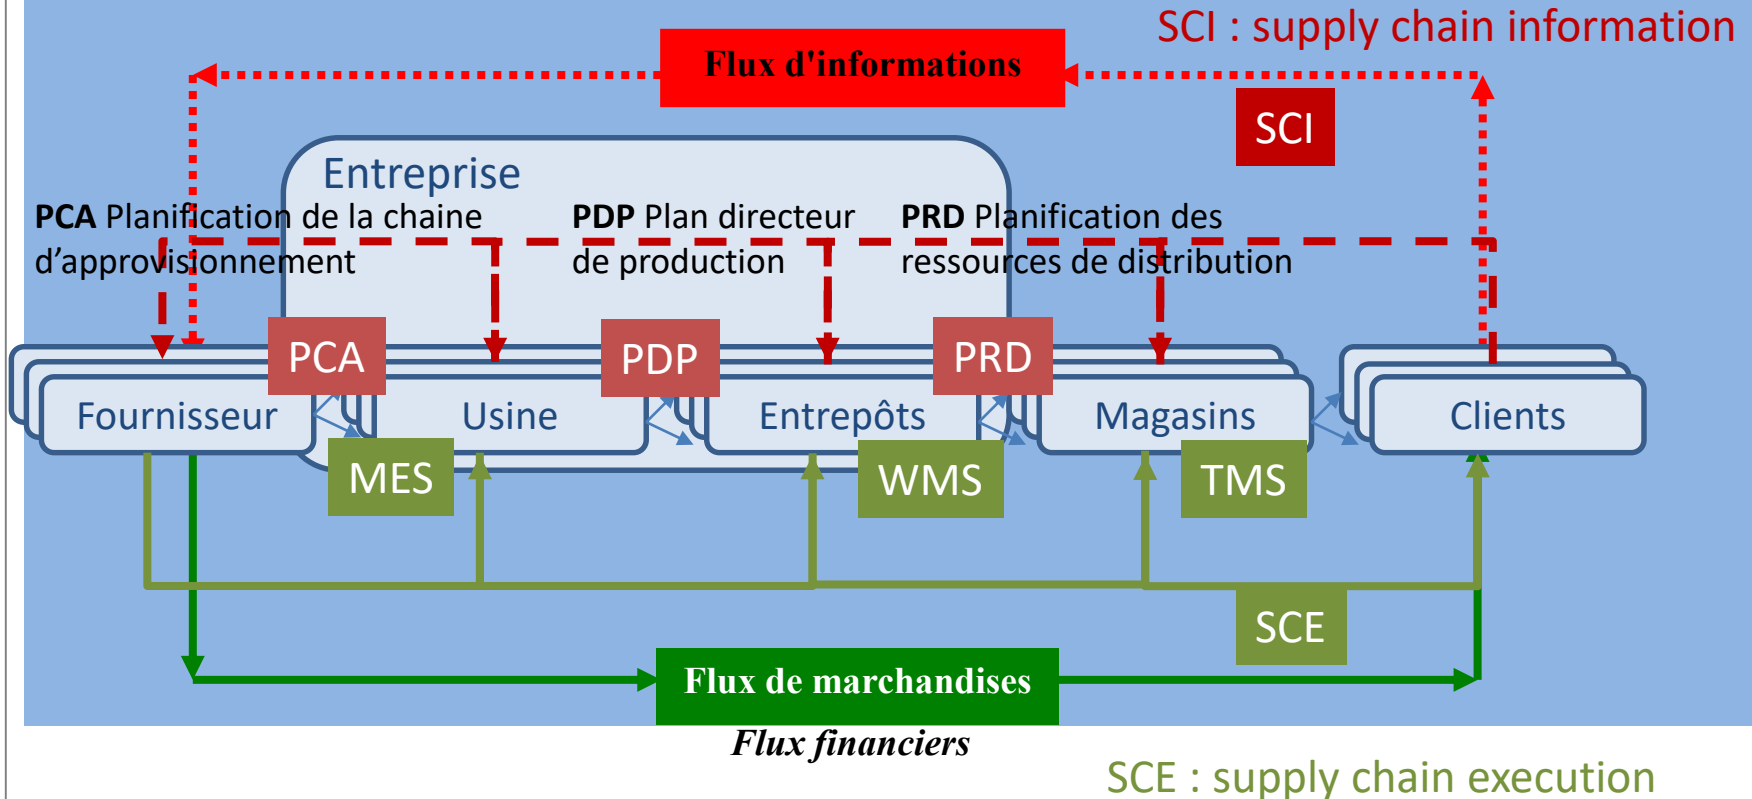 SCI : supply chain information
Flux d'informations
SCI
Entreprise
PCA Planification de la chaine
d’approvisionnement
PDP Plan directeur
de production
PRD Planification des
ressources de distribution
PCA
PDP
PRD
Fournisseur
Usine
Entrepôts
Magasins
Clients
MES
WMS
TMS
SCE
Flux de marchandises
Flux financiers
SCE : supply chain execution